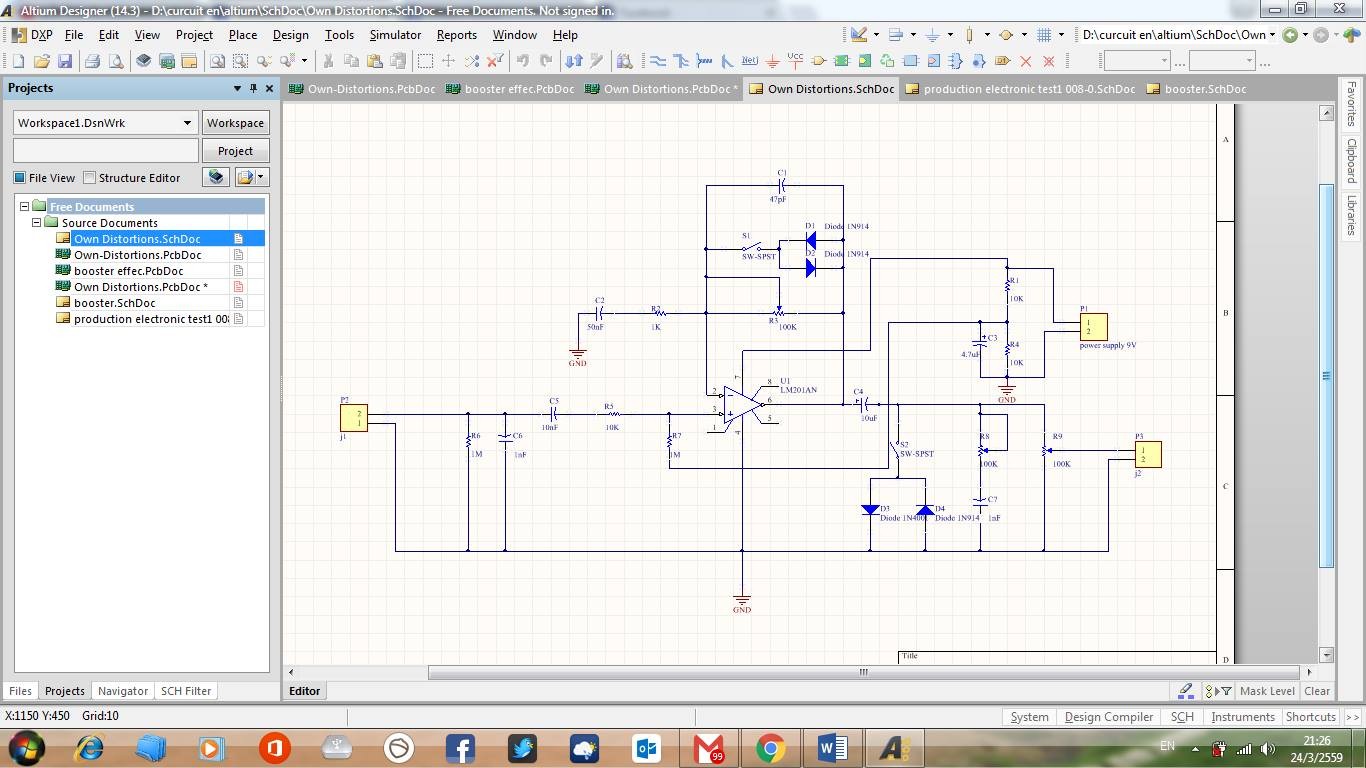 Altium Designer (14.3) - D:\curcuit en\altium\SchDoc\Own Distortions.SchDoc - Free Documents. Not signed in.
DXP File Edit View Project Place Design Tools Simulator Reports Window Help
D:\curcuit en\altium\SchDoc\Own
Net Vcc
Projects
Own-Distortions.PcbDoc booster effec.PcbDoc Own Distortions.PcbDoc * Own Distortions.SchDoc production electronic test1 008-0.SchDoc booster.SchDoc
Workspace1.DsnWrk Workspace
Project
File View Structure Editor
Free Documents
Source Documents
Own Distortions.SchDoc
Own-Distortions.PcbDoc
booster effec.PcbDoc
Own Distortions.PcbDoc *
booster.SchDoc
production electronic test1 00
Favorites
Clipboard
Libraries
A
B
C
D
C1
47pF
S1
SW-SPST
D1 Diode 1N914
D2 Diode 1N914
C2
50nF
R2
1K
R3
100K
GND
R1
10K
C3
4.7uF
R4
10K
GND
P1
1
2
power supply 9V
7
8
U1
LM201AN
2
3
6
5
1
4
C4
10uF
P2
2
1
j1
R6
1M
C6
1nF
C5
10nF
R5
10K
R7
1M
S2
SW-SPST
R8
100K
R9
100K
P3
1
2
j2
D3
Diode 1N400
D4
Diode 1N914
C7
1nF
GND
Title
Files Projects Navigator SCH Filter
Editor
Mask Level Clear
X:1150 Y:450 Grid:10
System Design Compiler SCH Instruments Shortcuts >>
99
EN
21:26
24/3/2559